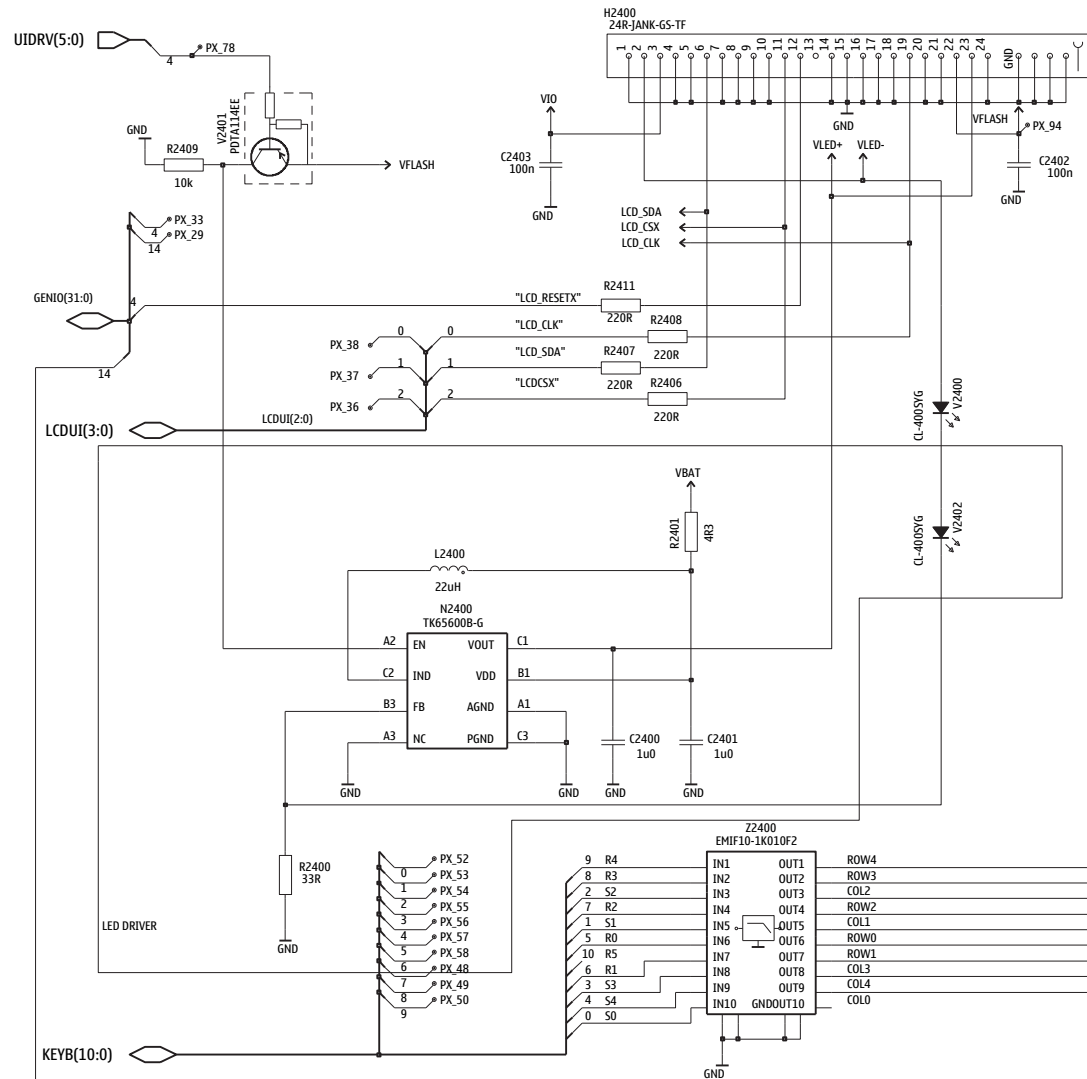 H2400
24R-JANK-GS-TF
1 2 3 4 5 6 7 8 9 10 11 12 13 14 15 16 17 18 19 20 21 22 23 24 GND
UIDRV(5:0)
4
PX_78
V2401
PDTA114EE
GND
R2409
10k
VFLASH
VIO
C2403
100n
GND
GND
VFLASH
PX_94
VLED+
VLED-
C2402
100n
GND
LCD_SDA
LCD_CSX
LCD_CLK
4
PX_33
14
PX_29
GENIO(31:0)
4
14
"LCD_RESETX"
R2411
220R
PX_38
0
0
"LCD_CLK"
R2408
220R
PX_37
1
1
"LCD_SDA"
R2407
220R
PX_36
2
2
"LCDCSX"
R2406
220R
LCDUI(3:0)
LCDUI(2:0)
CL-400SYG
V2400
CL-400SYG
V2402
VBAT
R2401
4R3
L2400
22uH
N2400
TK65600B-G
A2 EN VOUT C1
C2 IND VDD B1
B3 FB AGND A1
A3 NC PGND C3
GND
GND
C2400
1u0
GND
C2401
1u0
GND
R2400
33R
GND
LED DRIVER
PX_52
0
PX_53
1
PX_54
2
PX_55
3
PX_56
4
PX_57
5
PX_58
6
PX_48
7
PX_49
8
PX_50
9
KEYB(10:0)
Z2400
EMIF10-1K010F2
9 R4 IN1 OUT1 ROW4
8 R3 IN2 OUT2 ROW3
2 S2 IN3 OUT3 COL2
7 R2 IN4 OUT4 ROW2
1 S1 IN5 OUT5 COL1
5 R0 IN6 OUT6 ROW0
10 R5 IN7 OUT7 ROW1
6 R1 IN8 OUT8 COL3
3 S3 IN9 OUT9 COL4
4 S4 IN10 GNDOUT10 COL0
0 S0
GND